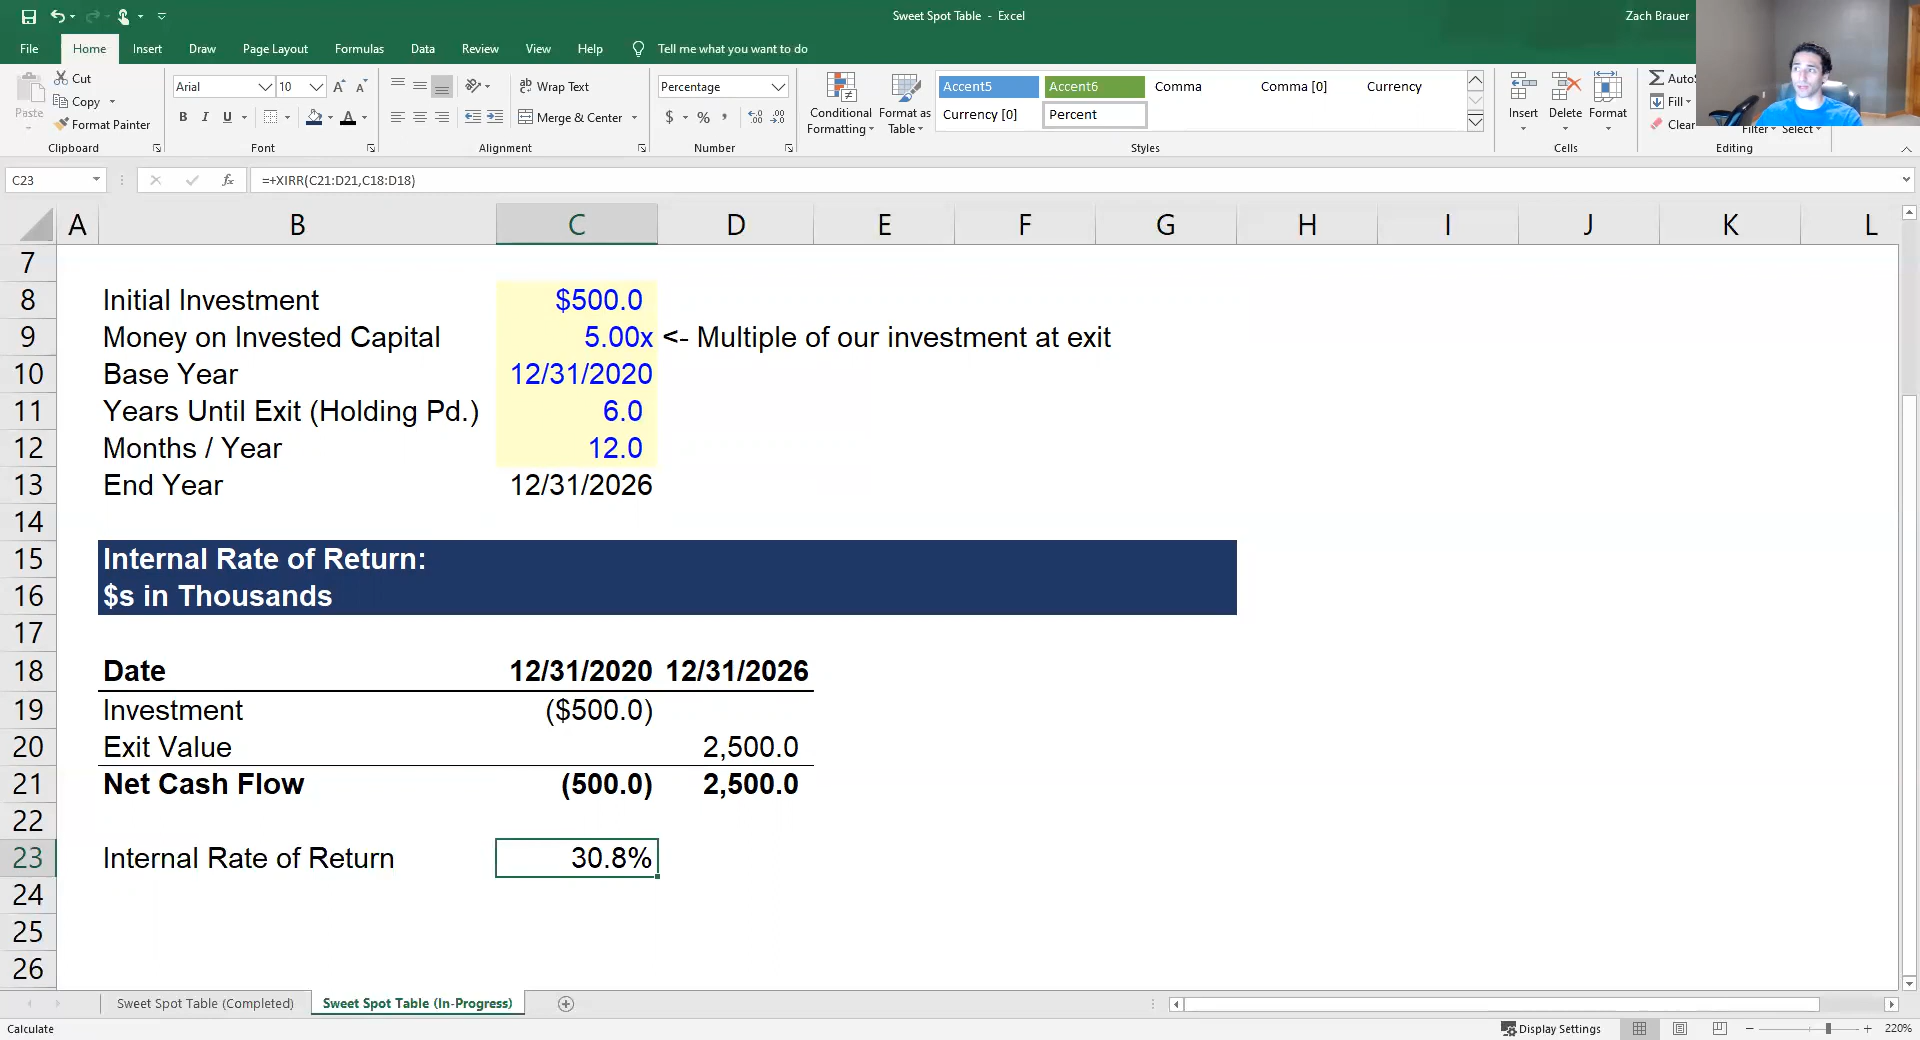 Sweet Spot Table - Excel
Zach Brauer
File Home Insert Draw Page Layout Formulas Data Review View Help Tell me what you want to do
Paste
Cut
Copy
Format Painter
Clipboard
Arial 10
B I U
Font
Wrap Text
Merge & Center
Alignment
Percentage
$ % ,
Number
Conditional Formatting
Format as Table
Accent5 Accent6 Comma Comma [0] Currency
Currency [0] Percent
Styles
Insert Delete Format
Cells
Auto
Fill
Clear
Filter Select
Editing
C23 fx =+XIRR(C21:D21,C18:D18)
A B C D E F G H I J K L
7
8 Initial Investment $500.0
9 Money on Invested Capital 5.00x <- Multiple of our investment at exit
10 Base Year 12/31/2020
11 Years Until Exit (Holding Pd.) 6.0
12 Months / Year 12.0
13 End Year 12/31/2026
14
15 Internal Rate of Return:
16 $s in Thousands
17
18 Date 12/31/2020 12/31/2026
19 Investment ($500.0)
20 Exit Value 2,500.0
21 Net Cash Flow (500.0) 2,500.0
22
23 Internal Rate of Return 30.8%
24
25
26
Sweet Spot Table (Completed) Sweet Spot Table (In-Progress)
Calculate Display Settings 220%